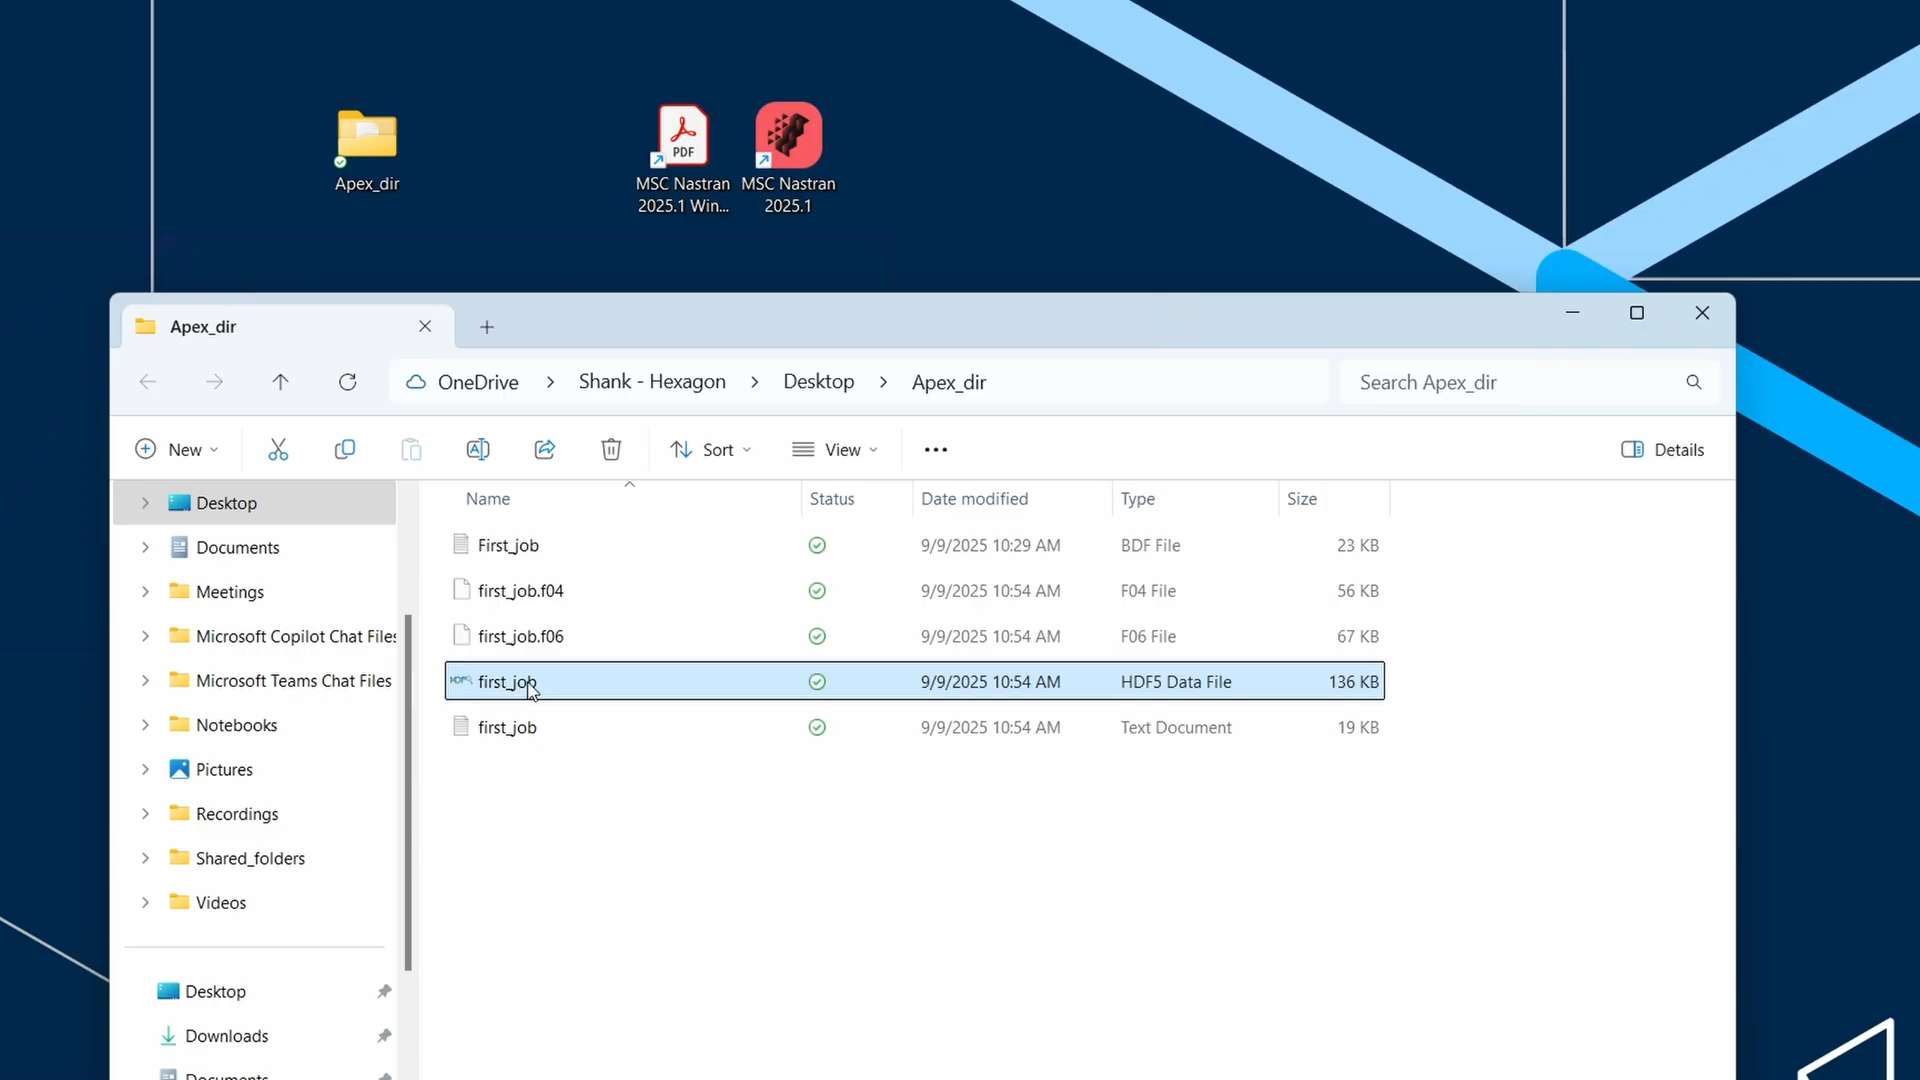 PDF
Apex_dir
MSC Nastran
2025.1 Win...
MSC Nastran
2025.1
Apex_dir
OneDrive > Shank - Hexagon > Desktop > Apex_dir
Search Apex_dir
New
Sort
View
Details
Desktop
Documents
Meetings
Microsoft Copilot Chat Files
Microsoft Teams Chat Files
Notebooks
Pictures
Recordings
Shared_folders
Videos
Desktop
Downloads
Documents
Name Status Date modified Type Size
First_job 9/9/2025 10:29 AM BDF File 23 KB
first_job.f04 9/9/2025 10:54 AM F04 File 56 KB
first_job.f06 9/9/2025 10:54 AM F06 File 67 KB
first_job 9/9/2025 10:54 AM HDF5 Data File 136 KB
first_job 9/9/2025 10:54 AM Text Document 19 KB